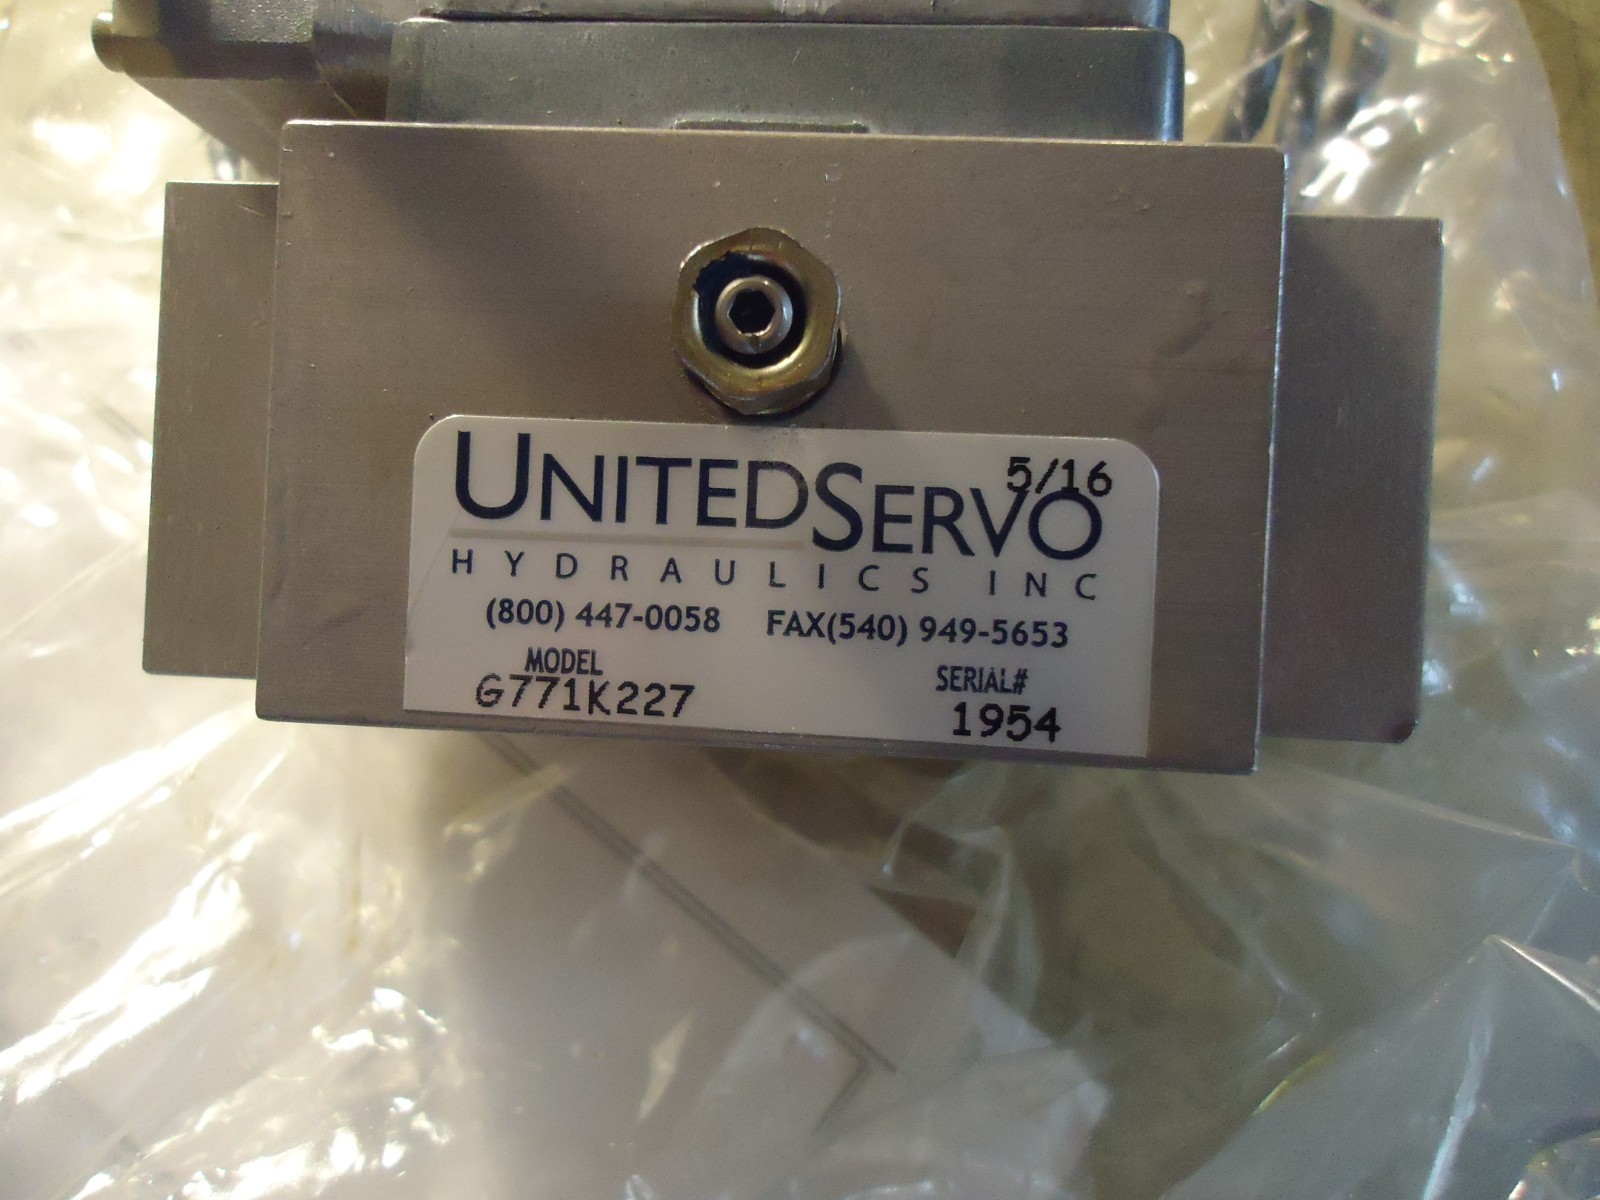 5/16
UNITEDSERVO
HYDRAULICS INC
(800) 447-0058 FAX(540) 949-5653
MODEL SERIAL#
G771K227 1954